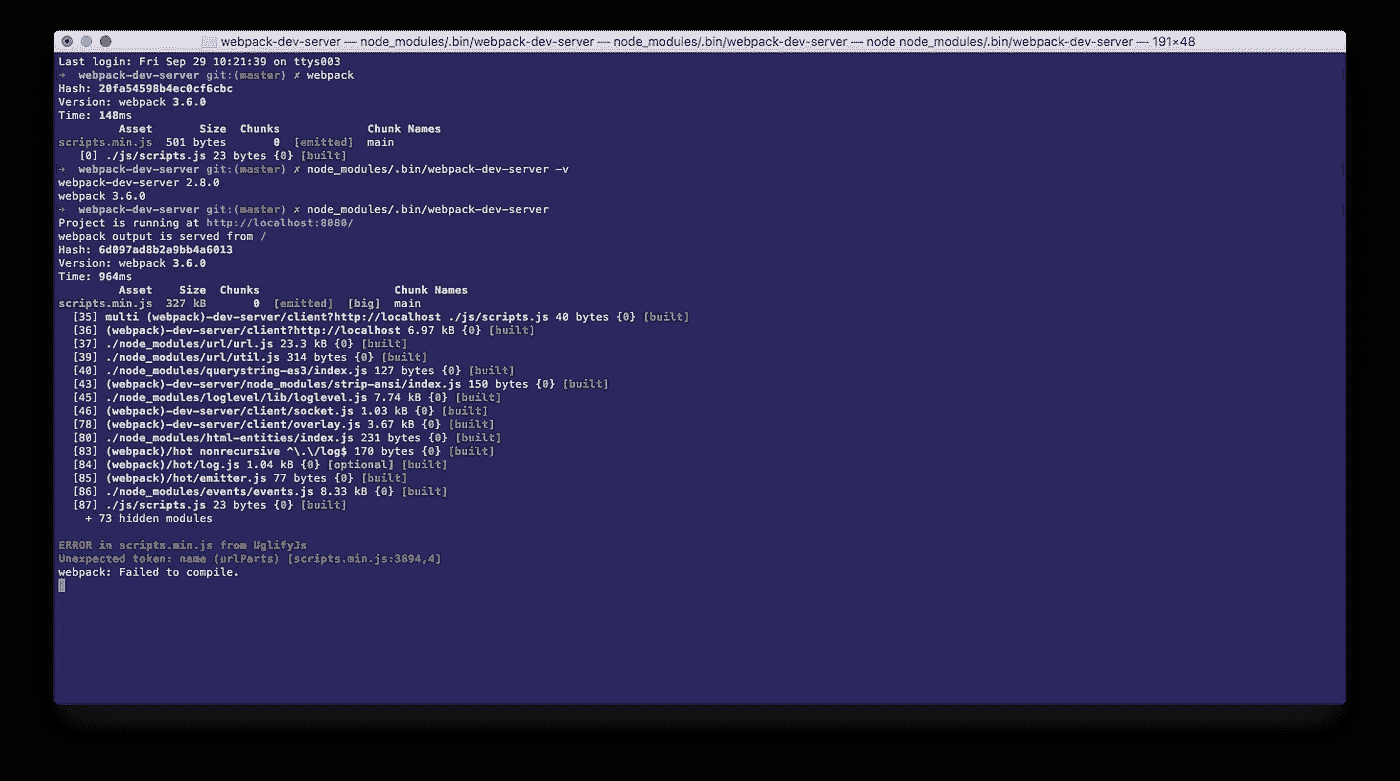 webpack-dev-server — node_modules/.bin/webpack-dev-server — node_modules/.bin/webpack-dev-server — node node_modules/.bin/webpack-dev-server — 191×48
Last login: Fri Sep 29 10:21:39 on ttys003
→  webpack-dev-server git:(master) ✗ webpack
Hash: 20fa54598b4ec0cf6cbc
Version: webpack 3.6.0
Time: 148ms
         Asset       Size  Chunks             Chunk Names
scripts.min.js  501 bytes       0  [emitted]  main
   [0] ./js/scripts.js 23 bytes {0} [built]
→  webpack-dev-server git:(master) ✗ node_modules/.bin/webpack-dev-server -v
webpack-dev-server 2.8.0
webpack 3.6.0
→  webpack-dev-server git:(master) ✗ node_modules/.bin/webpack-dev-server
Project is running at http://localhost:8080/
webpack output is served from /
Hash: 6d097ad8b2a9bb4a6013
Version: webpack 3.6.0
Time: 964ms
         Asset    Size  Chunks                    Chunk Names
scripts.min.js  327 kB       0  [emitted]  [big]  main
  [35] multi (webpack)-dev-server/client?http://localhost ./js/scripts.js 40 bytes {0} [built]
  [36] (webpack)-dev-server/client?http://localhost 6.97 kB {0} [built]
  [37] ./node_modules/url/url.js 23.3 kB {0} [built]
  [39] ./node_modules/url/util.js 314 bytes {0} [built]
  [40] ./node_modules/querystring-es3/index.js 127 bytes {0} [built]
  [43] (webpack)-dev-server/node_modules/strip-ansi/index.js 150 bytes {0} [built]
  [45] ./node_modules/loglevel/lib/loglevel.js 7.74 kB {0} [built]
  [46] (webpack)-dev-server/client/socket.js 1.03 kB {0} [built]
  [78] (webpack)-dev-server/client/overlay.js 3.67 kB {0} [built]
  [80] ./node_modules/html-entities/index.js 231 bytes {0} [built]
  [83] (webpack)/hot nonrecursive ^\.\/log$ 170 bytes {0} [built]
  [84] (webpack)/hot/log.js 1.04 kB {0} [optional] [built]
  [85] (webpack)/hot/emitter.js 77 bytes {0} [built]
  [86] ./node_modules/events/events.js 8.33 kB {0} [built]
  [87] ./js/scripts.js 23 bytes {0} [built]
    + 73 hidden modules
ERROR in scripts.min.js from UglifyJs
Unexpected token: name (urlParts) [scripts.min.js:3694,4]
webpack: Failed to compile.